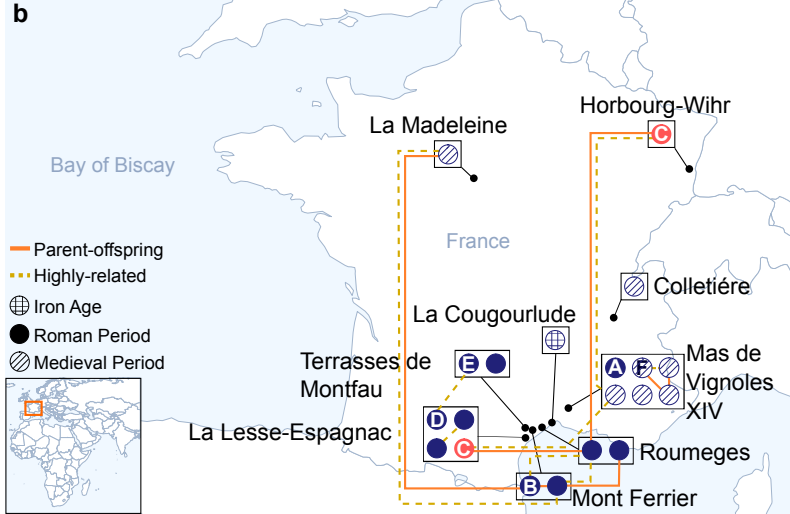 b
Horbourg-Wihr
La Madeleine
C
Bay of Biscay
France
Parent-offspring
Highly-related
Iron Age
Roman Period
Medieval Period
Colletiére
La Cougourlude
Terrasses de
Montfau
E
A
F
Mas de
Vignoles
XIV
La Lesse-Espagnac
D
C
Roumeges
B
Mont Ferrier